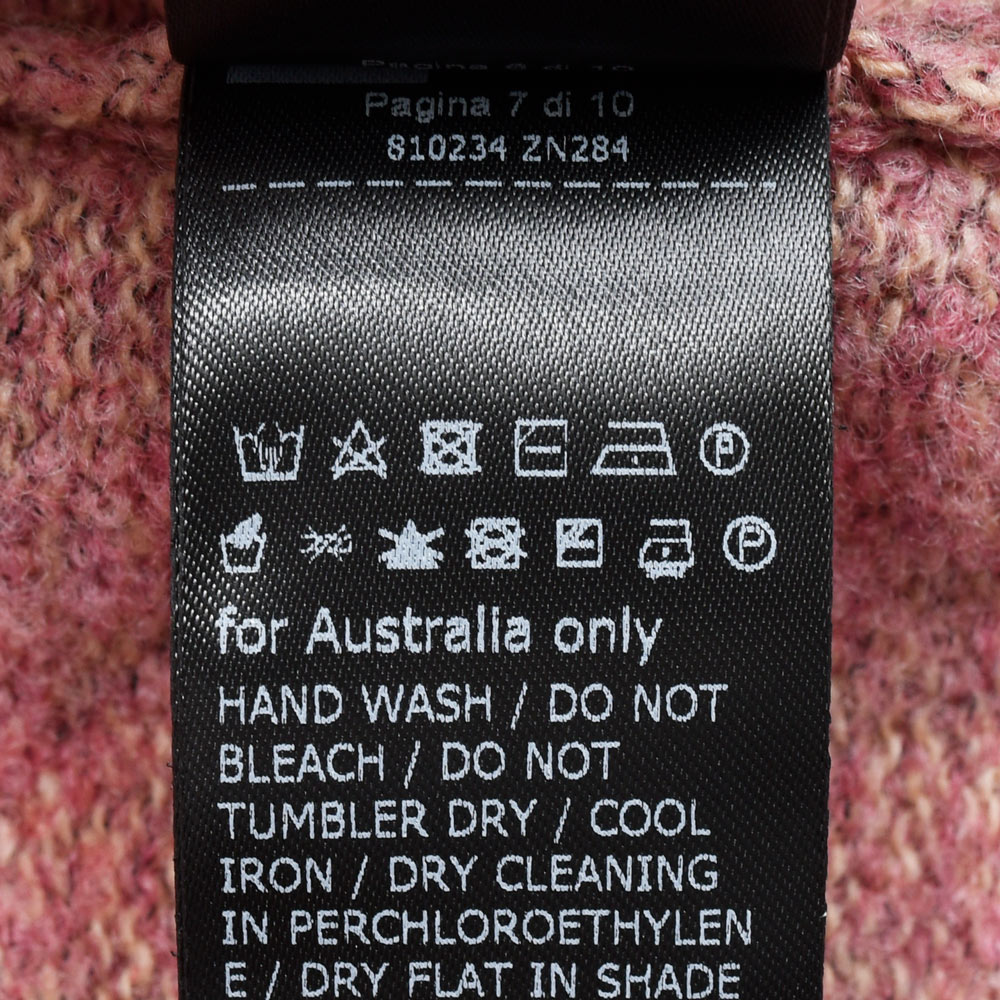 Pagina 7 di 10
810234 ZN284
for Australia only
HAND WASH / DO NOT
BLEACH / DO NOT
TUMBLER DRY / COOL
IRON / DRY CLEANING
IN PERCHLOROETHYLEN
E / DRY FLAT IN SHADE